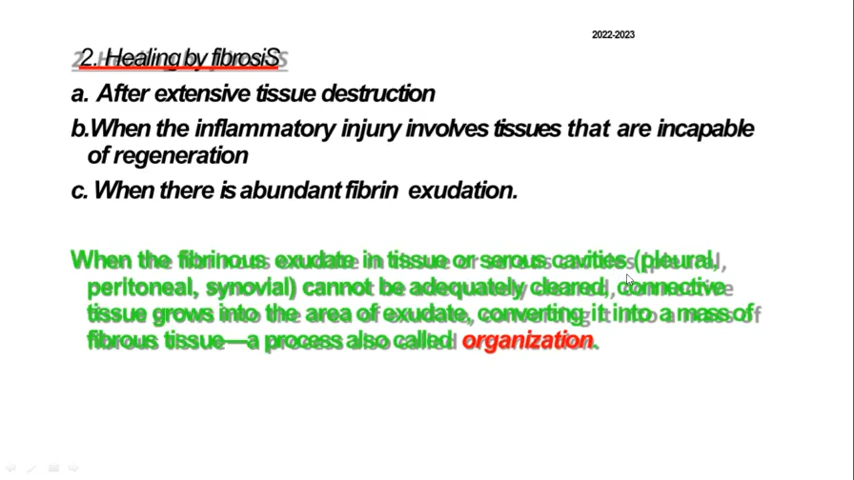 2022-2023
2. Healing by fibrosiS
a. After extensive tissue destruction
b.When the inflammatory injury involves tissues that are incapable
of regeneration
c. When there is abundant fibrin exudation.
When the fibrinous exudate in tissue or serous cavities (pleural,
peritoneal, synovial) cannot be adequately cleared, connective
tissue grows into the area of exudate, converting it into a mass of
fibrous tissue—a process also called organization.